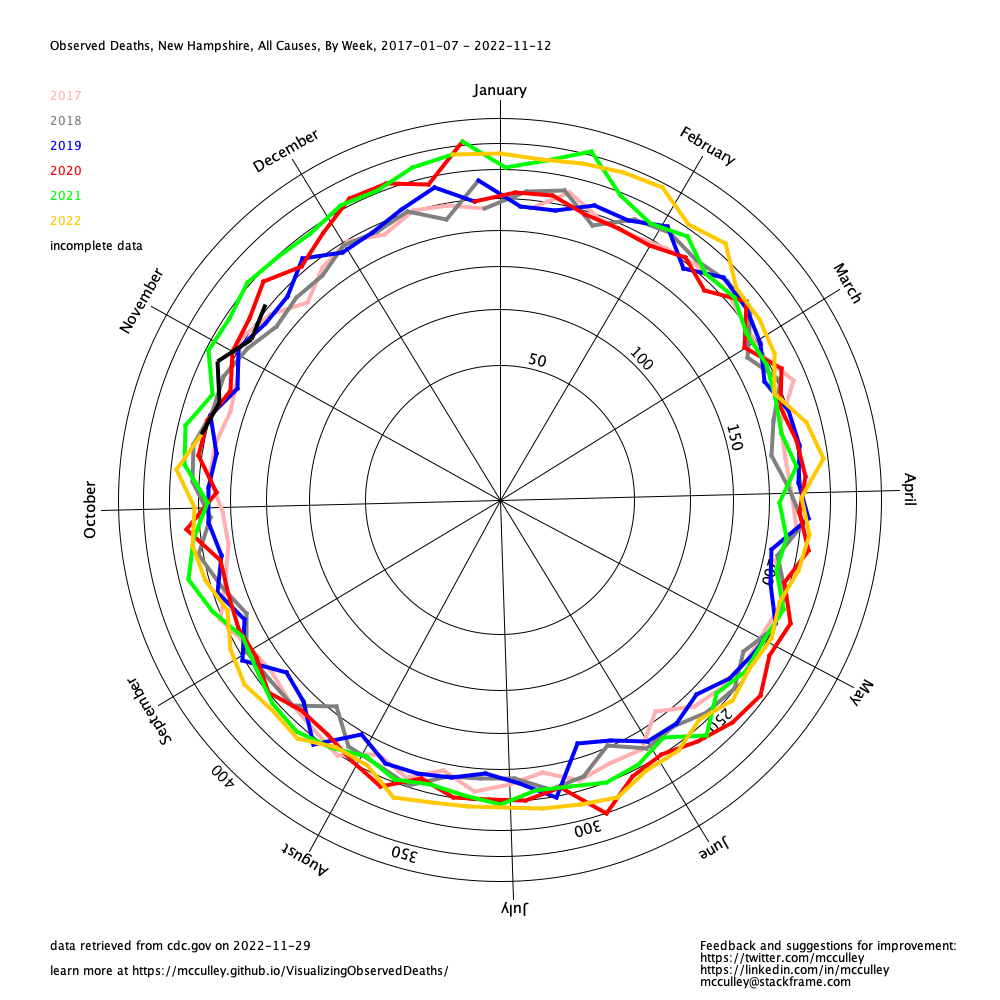 Observed Deaths, New Hampshire, All Causes, By Week, 2017-01-07 - 2022-11-12
2017
2018
2019
2020
2021
2022
incomplete data
January
February
March
April
May
June
July
August
September
October
November
December
50
100
150
200
250
300
350
400
data retrieved from cdc.gov on 2022-11-29
learn more at https://mcculley.github.io/VisualizingObservedDeaths/
Feedback and suggestions for improvement:
https://twitter.com/mcculley
https://linkedin.com/in/mcculley
mcculley@stackframe.com